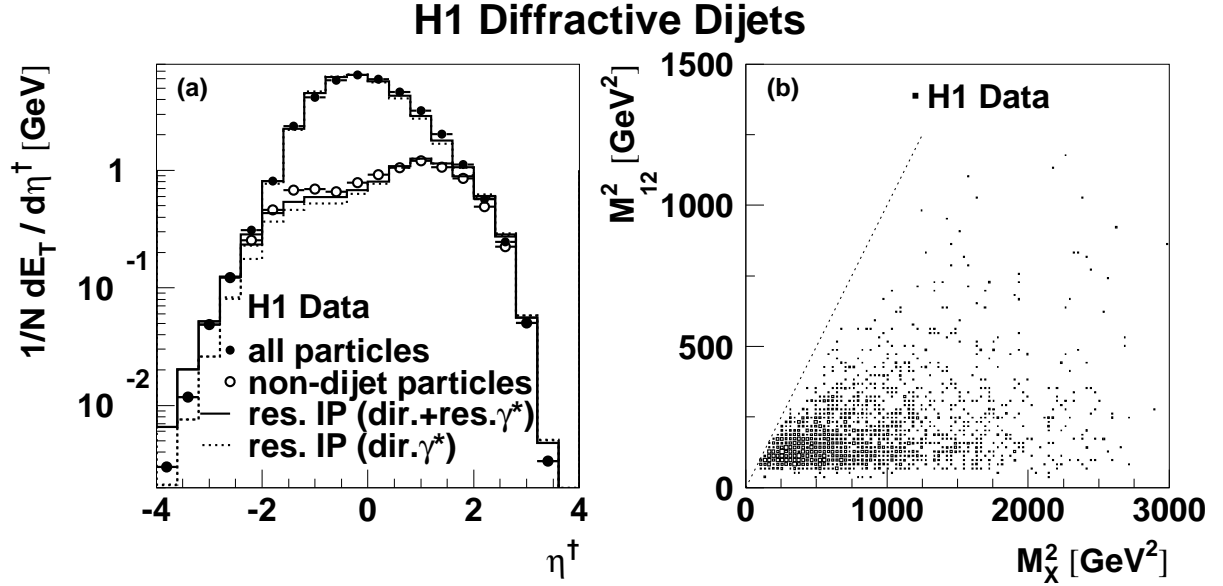 H1 Diffractive Dijets
(a)
1/N dE_T / dη† [GeV]
1
10^-1
10^-2
H1 Data
all particles
non-dijet particles
res. IP (dir.+res.γ*)
res. IP (dir.γ*)
-4 -2 0 2 4
η†
(b)
H1 Data
M²₁₂ [GeV²]
1500
1000
500
0
0 1000 2000 3000
M²_X [GeV²]